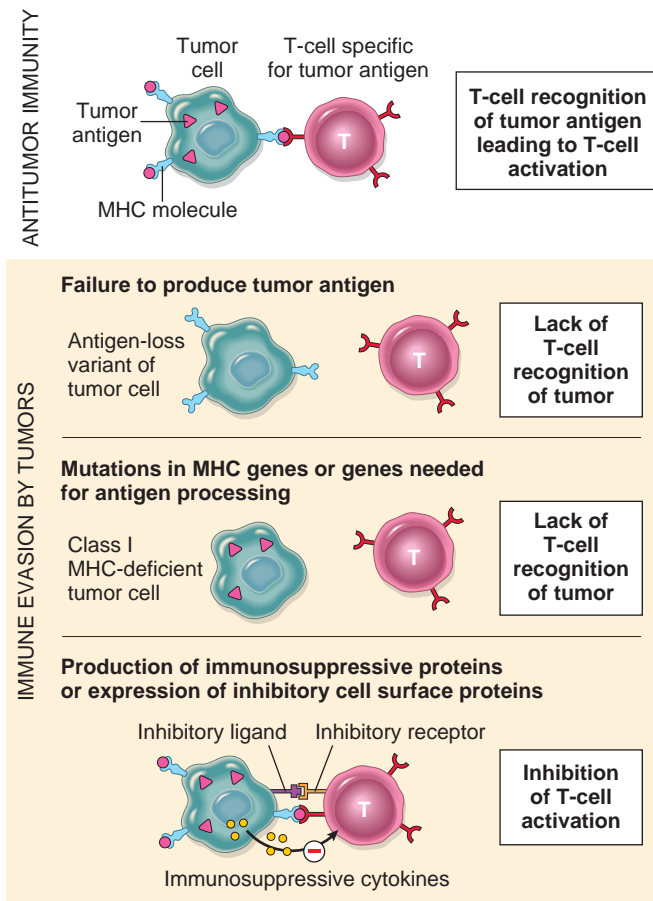 ANTITUMOR IMMUNITY
Tumor
cell
T-cell specific
for tumor antigen
Tumor
antigen
T
MHC molecule
T-cell recognition
of tumor antigen
leading to T-cell
activation
IMMUNE EVASION BY TUMORS
Failure to produce tumor antigen
Antigen-loss
variant of
tumor cell
T
Lack of
T-cell
recognition
of tumor
Mutations in MHC genes or genes needed
for antigen processing
Class I
MHC-deficient
tumor cell
T
Lack of
T-cell
recognition
of tumor
Production of immunosuppressive proteins
or expression of inhibitory cell surface proteins
Inhibitory ligand
Inhibitory receptor
T
Immunosuppressive cytokines
Inhibition
of T-cell
activation